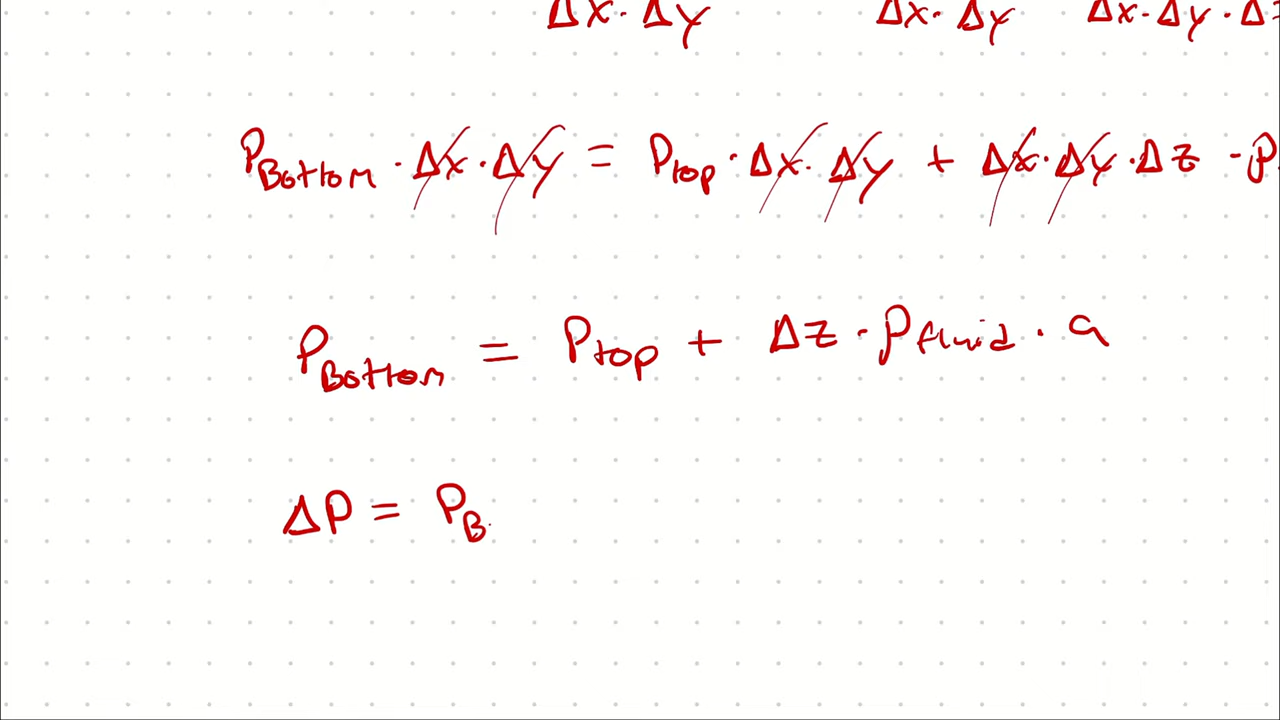 Δx · Δy Δx · Δy Δx · Δy · Δ
P_Bottom · Δx · Δy = P_top · Δx · Δy + Δx · Δy · Δz · ρ
P_Bottom = P_top + Δz · ρ_fluid · g
ΔP = P_B